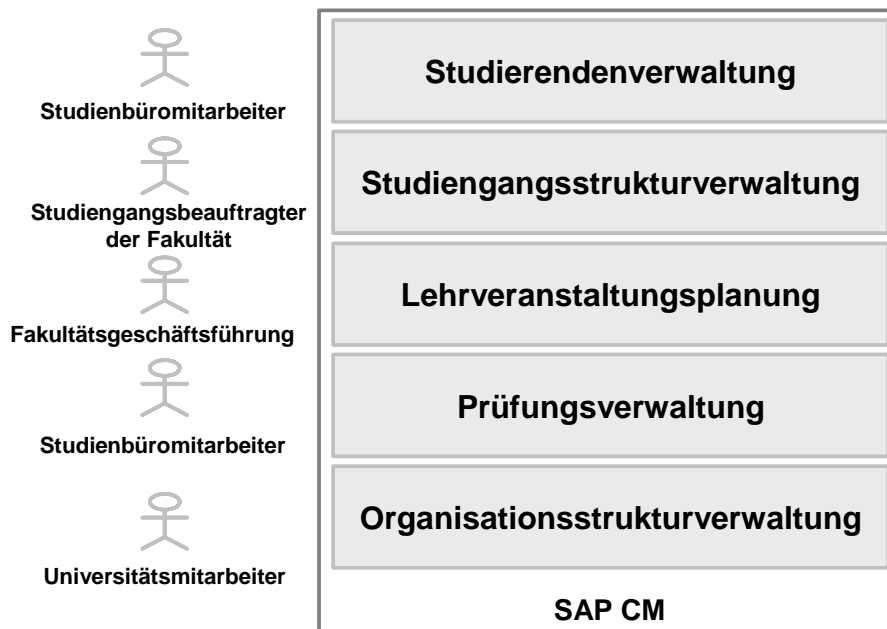 Studienbüromitarbeiter
Studierendenverwaltung
Studiengangsbeauftragter
der Fakultät
Studiengangsstrukturverwaltung
Fakultätsgeschäftsführung
Lehrveranstaltungsplanung
Studienbüromitarbeiter
Prüfungsverwaltung
Universitätsmitarbeiter
Organisationsstrukturverwaltung
SAP CM